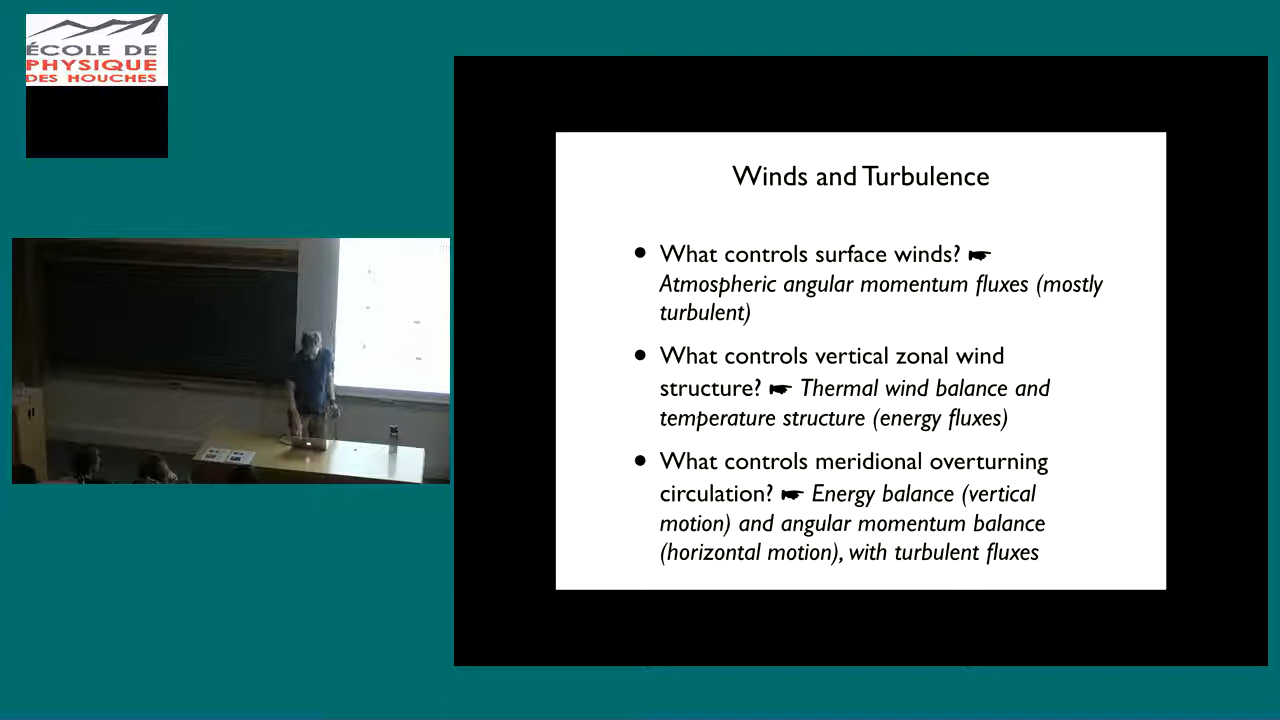 ÉCOLE DE
PHYSIQUE
DES HOUCHES
Winds and Turbulence
• What controls surface winds? ☛
Atmospheric angular momentum fluxes (mostly
turbulent)
• What controls vertical zonal wind
structure? ☛ Thermal wind balance and
temperature structure (energy fluxes)
• What controls meridional overturning
circulation? ☛ Energy balance (vertical
motion) and angular momentum balance
(horizontal motion), with turbulent fluxes